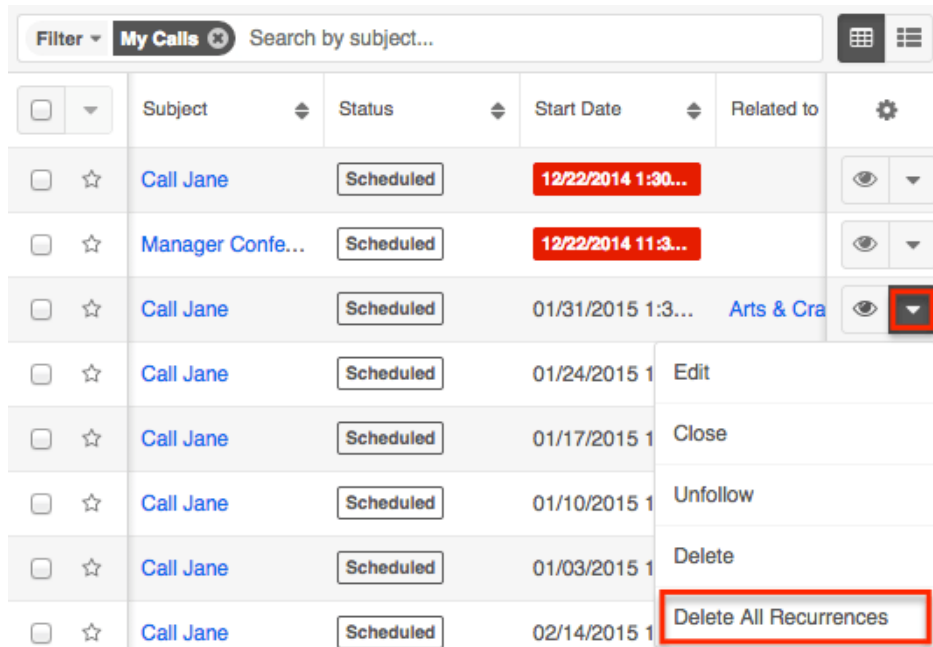 Filter My Calls Search by subject...
Subject Status Start Date Related to
Call Jane Scheduled 12/22/2014 1:30...
Manager Confe... Scheduled 12/22/2014 11:3...
Call Jane Scheduled 01/31/2015 1:3... Arts & Cra
Call Jane Scheduled 01/24/2015 1 Edit
Call Jane Scheduled 01/17/2015 1 Close
Call Jane Scheduled 01/10/2015 1 Unfollow
Call Jane Scheduled 01/03/2015 1 Delete
Call Jane Scheduled 02/14/2015 1 Delete All Recurrences